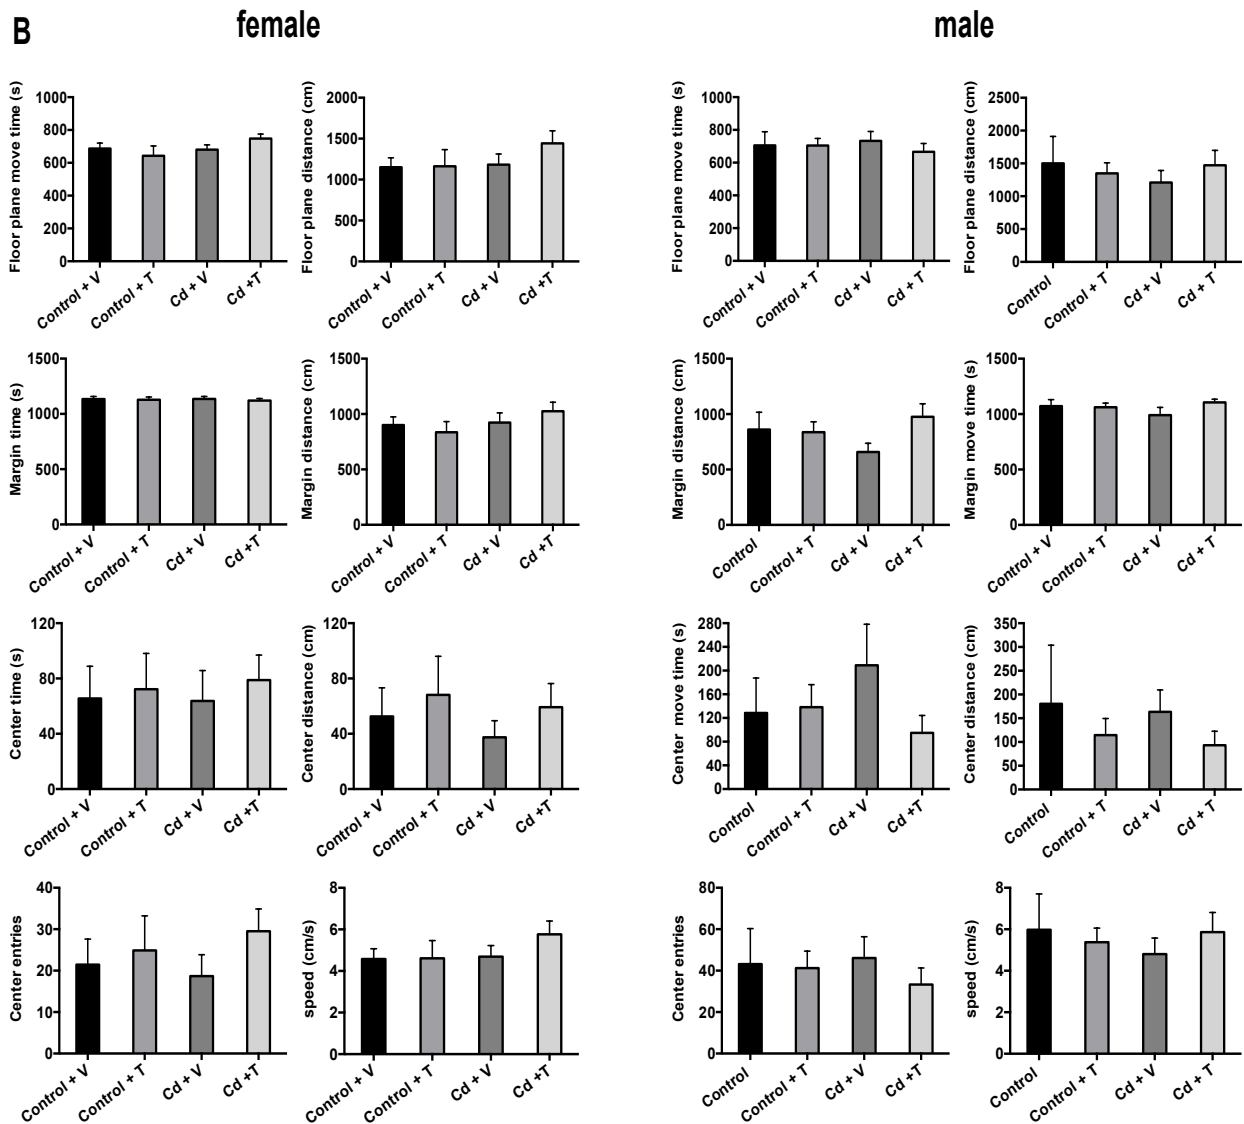 B
female
male
Floor plane move time (s)
1000
800
600
400
200
0
Control + V
Control + T
Cd + V
Cd +T
Floor plane distance (cm)
2000
1500
1000
500
0
Control + V
Control + T
Cd + V
Cd +T
Floor plane move time (s)
1000
800
600
400
200
0
Control + V
Control + T
Cd + V
Cd + T
Floor plane distance (cm)
2500
2000
1500
1000
500
0
Control
Control + T
Cd + V
Cd + T
Margin time (s)
1500
1000
500
0
Control + V
Control + T
Cd + V
Cd +T
Margin distance (cm)
1500
1000
500
0
Control + V
Control + T
Cd + V
Cd +T
Margin distance (cm)
1500
1000
500
0
Control
Control + T
Cd + V
Cd + T
Margin move time (s)
1500
1000
500
0
Control + V
Control + T
Cd + V
Cd + T
Center time (s)
120
80
40
0
Control + V
Control + T
Cd + V
Cd +T
Center distance (cm)
120
80
40
0
Control + V
Control + T
Cd + V
Cd +T
Center move time (s)
280
240
200
160
120
80
40
0
Control
Control + T
Cd + V
Cd +T
Center distance (cm)
350
300
250
200
150
100
50
0
Control
Control + T
Cd + V
Cd + T
Center entries
40
30
20
10
0
Control + V
Control + T
Cd + V
Cd +T
speed (cm/s)
8
6
4
2
0
Control + V
Control + T
Cd + V
Cd +T
Center entries
80
60
40
20
0
Control
Control + T
Cd + V
Cd + T
speed (cm/s)
8
6
4
2
0
Control
Control + T
Cd + V
Cd + T